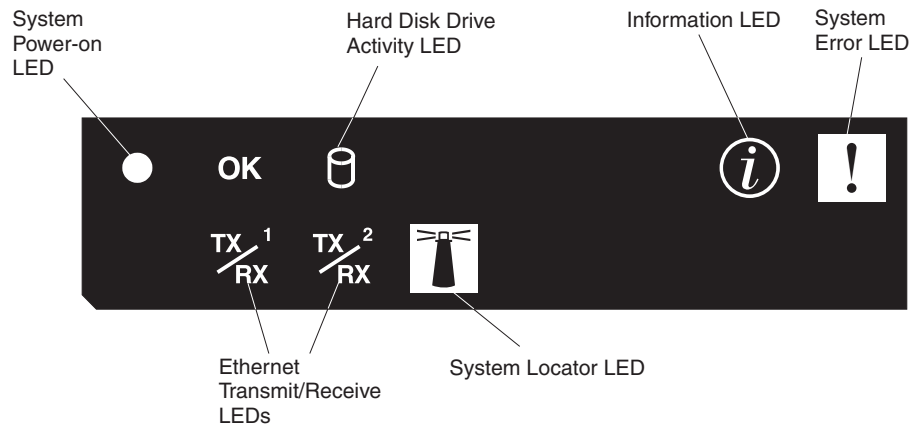 System
Power-on
LED
Hard Disk Drive
Activity LED
Information LED
System
Error LED
OK
i
!
TX 1
RX
TX 2
RX
Ethernet
Transmit/Receive
LEDs
System Locator LED